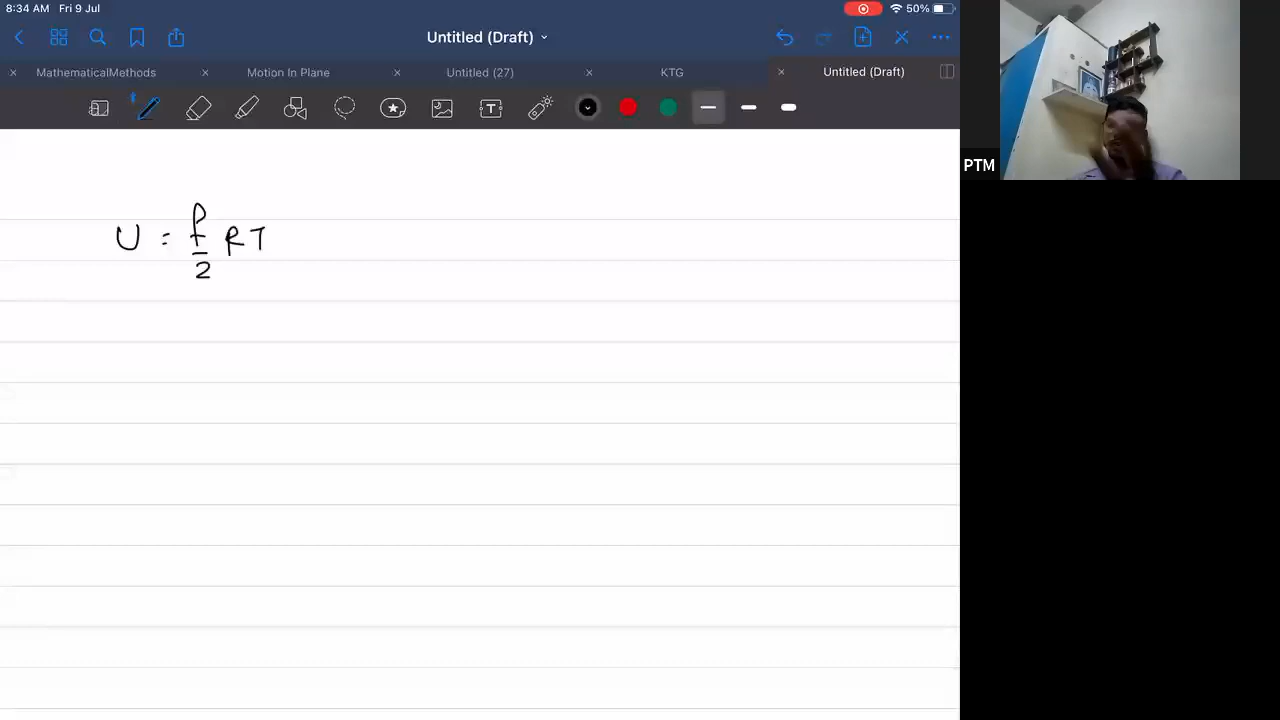 8:34 AM Fri 9 Jul
50%
Untitled (Draft)
MathematicalMethods
Motion In Plane
Untitled (27)
KTG
Untitled (Draft)
T
PTM
U = f/2 RT